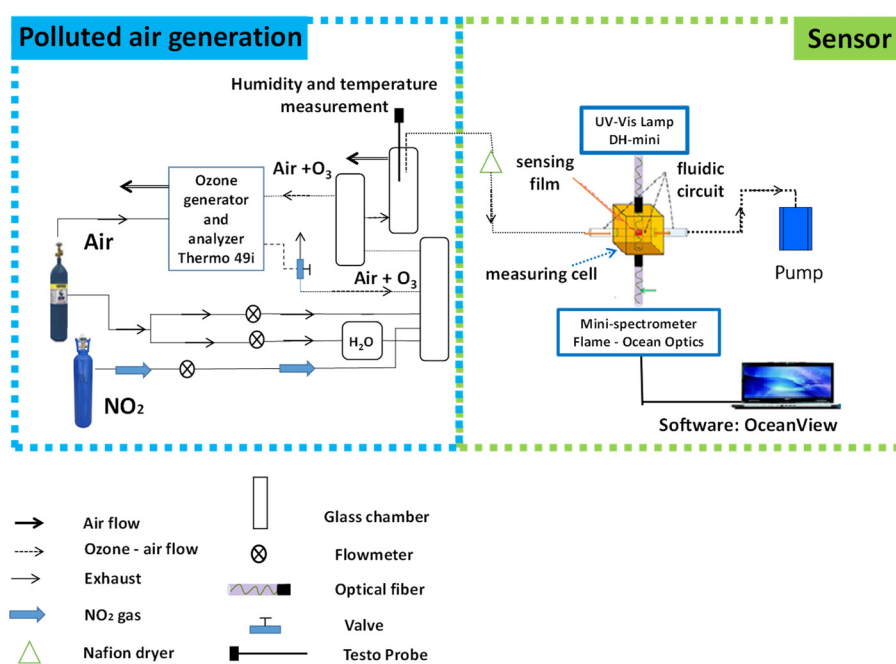 Polluted air generation
Sensor
Humidity and temperature
measurement
UV-Vis Lamp
DH-mini
sensing
film
fluidic
circuit
Air +O₃
Ozone
generator
and
analyzer
Thermo 49i
Air
measuring cell
Pump
Air + O₃
H₂O
Mini-spectrometer
Flame - Ocean Optics
NO₂
Software: OceanView
Air flow
Ozone - air flow
Exhaust
NO₂ gas
Nafion dryer
Glass chamber
Flowmeter
Optical fiber
Valve
Testo Probe